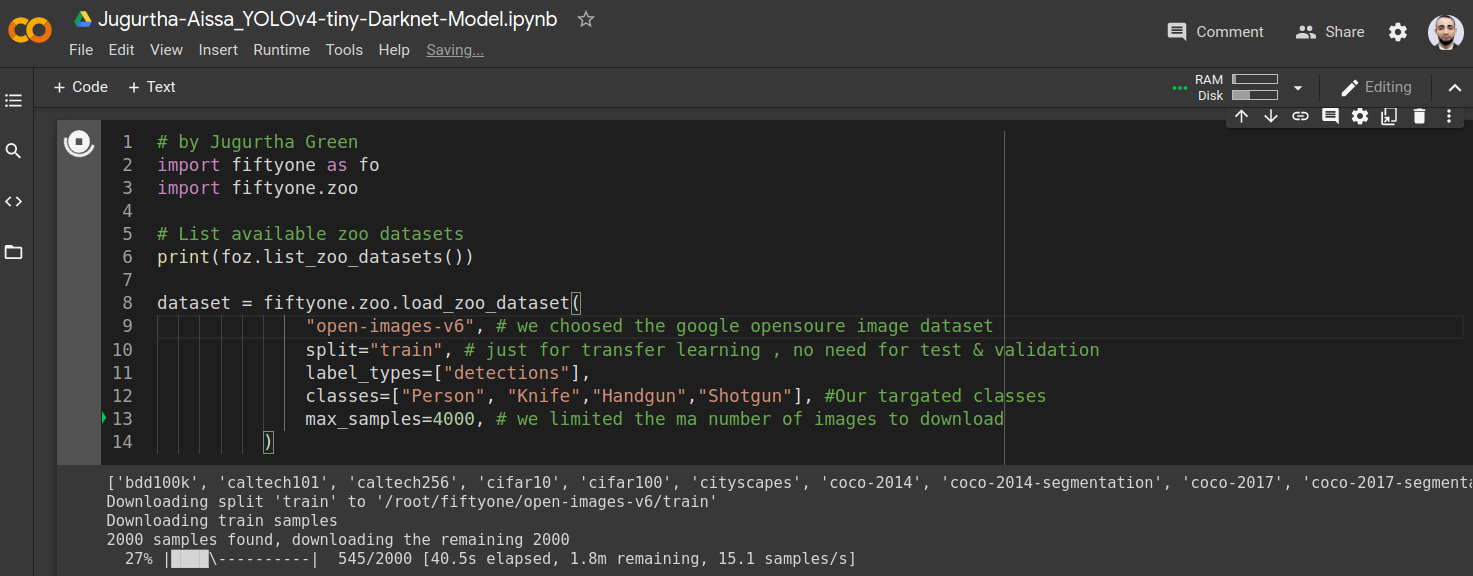 Jugurtha-Aissa_YOLOv4-tiny-Darknet-Model.ipynb
File Edit View Insert Runtime Tools Help Saving...
Comment Share
+ Code + Text
RAM
Disk
Editing
1 # by Jugurtha Green
2 import fiftyone as fo
3 import fiftyone.zoo
4
5 # List available zoo datasets
6 print(foz.list_zoo_datasets())
7
8 dataset = fiftyone.zoo.load_zoo_dataset(
9 "open-images-v6", # we choosed the google opensoure image dataset
10 split="train", # just for transfer learning , no need for test & validation
11 label_types=["detections"],
12 classes=["Person", "Knife","Handgun","Shotgun"], #Our targated classes
13 max_samples=4000, # we limited the ma number of images to download
14 )
['bdd100k', 'caltech101', 'caltech256', 'cifar10', 'cifar100', 'cityscapes', 'coco-2014', 'coco-2014-segmentation', 'coco-2017', 'coco-2017-segmenta
Downloading split 'train' to '/root/fiftyone/open-images-v6/train'
Downloading train samples
2000 samples found, downloading the remaining 2000
27% |████\----------| 545/2000 [40.5s elapsed, 1.8m remaining, 15.1 samples/s]